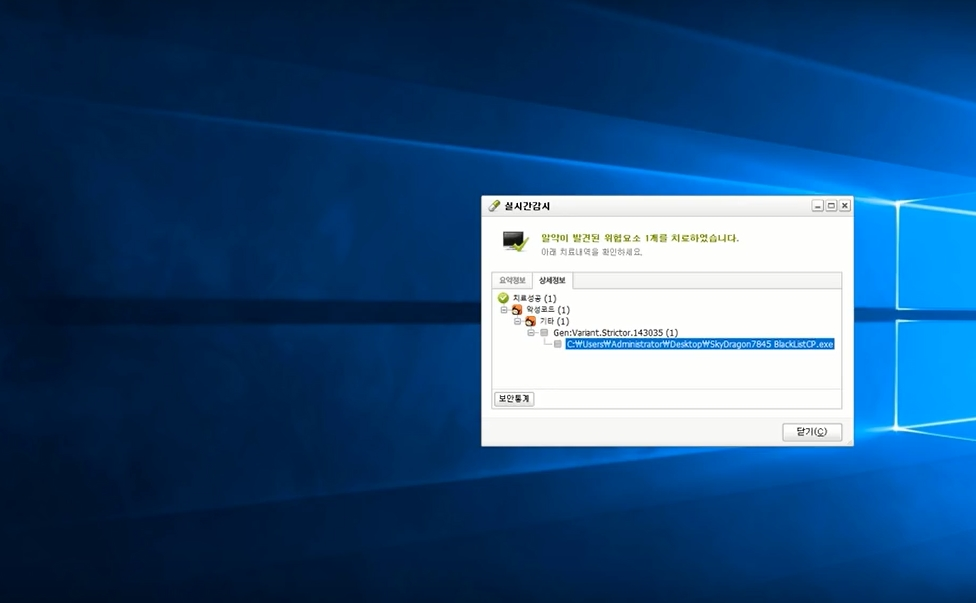 실시간감시
알약이 발견된 위협요소 1개를 치료하였습니다.
아래 치료내역을 확인하세요.
요약정보 상세정보
치료성공 (1)
악성코드 (1)
기타 (1)
Gen:Variant.Strictor.143035 (1)
C:₩Users₩Administrator₩Desktop₩SkyDragon7845 BlackListCP.exe
보안통계
닫기(C)